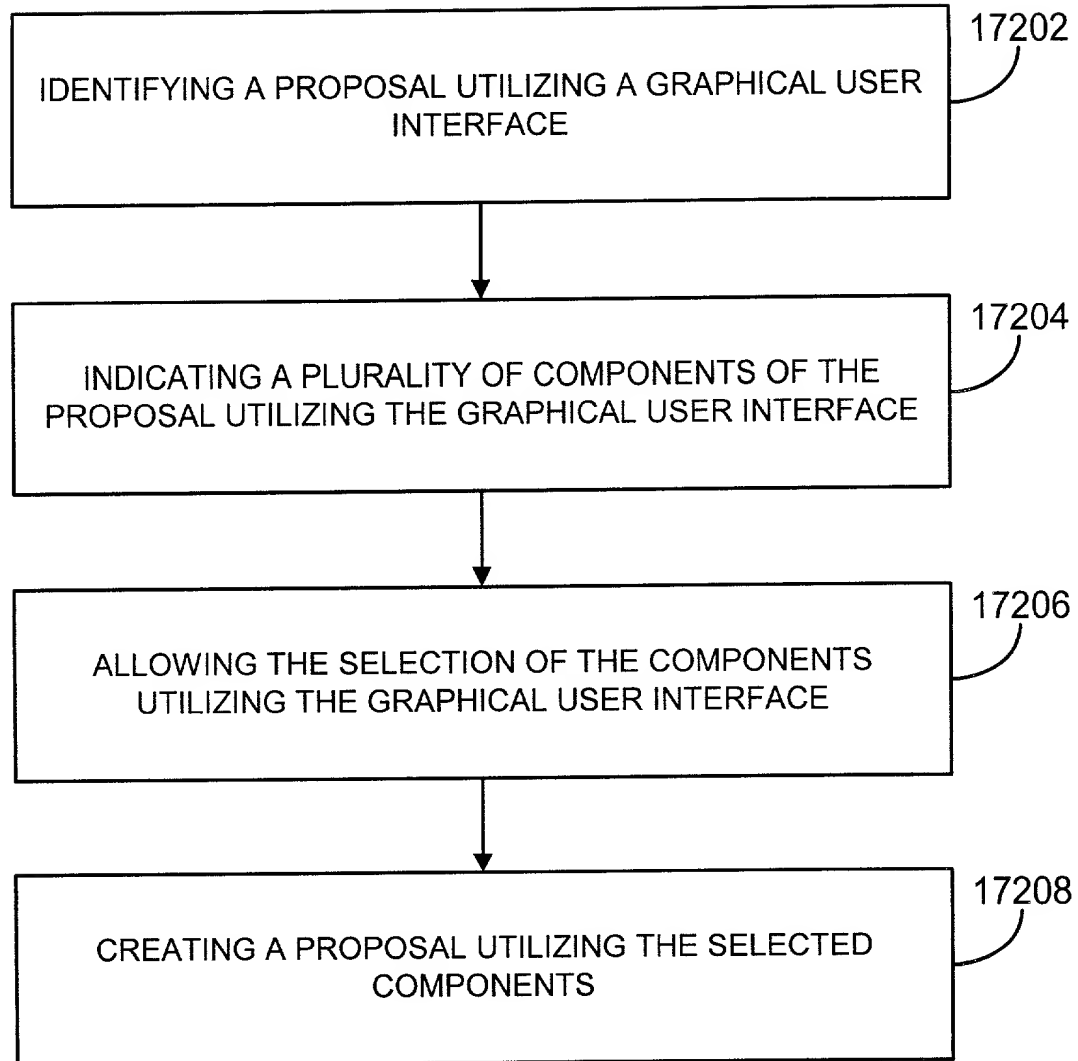 17202
IDENTIFYING A PROPOSAL UTILIZING A GRAPHICAL USER
INTERFACE
17204
INDICATING A PLURALITY OF COMPONENTS OF THE
PROPOSAL UTILIZING THE GRAPHICAL USER INTERFACE
17206
ALLOWING THE SELECTION OF THE COMPONENTS
UTILIZING THE GRAPHICAL USER INTERFACE
17208
CREATING A PROPOSAL UTILIZING THE SELECTED
COMPONENTS